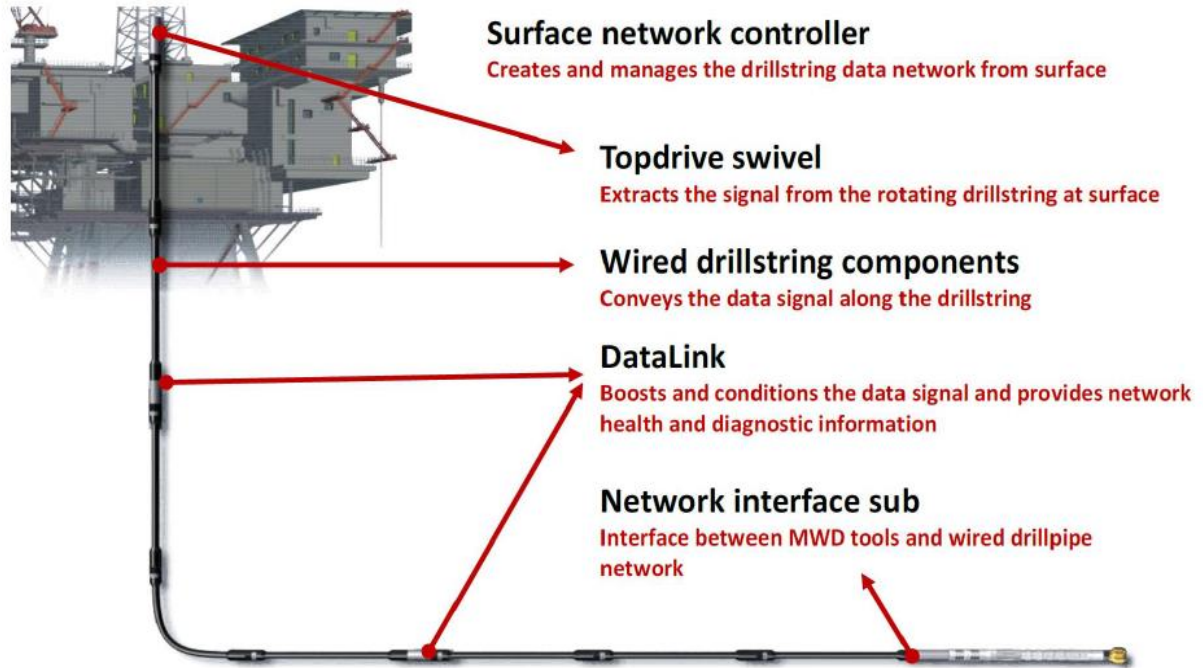 Surface network controller
Creates and manages the drillstring data network from surface
Topdrive swivel
Extracts the signal from the rotating drillstring at surface
Wired drillstring components
Conveys the data signal along the drillstring
DataLink
Boosts and conditions the data signal and provides network
health and diagnostic information
Network interface sub
Interface between MWD tools and wired drillpipe
network